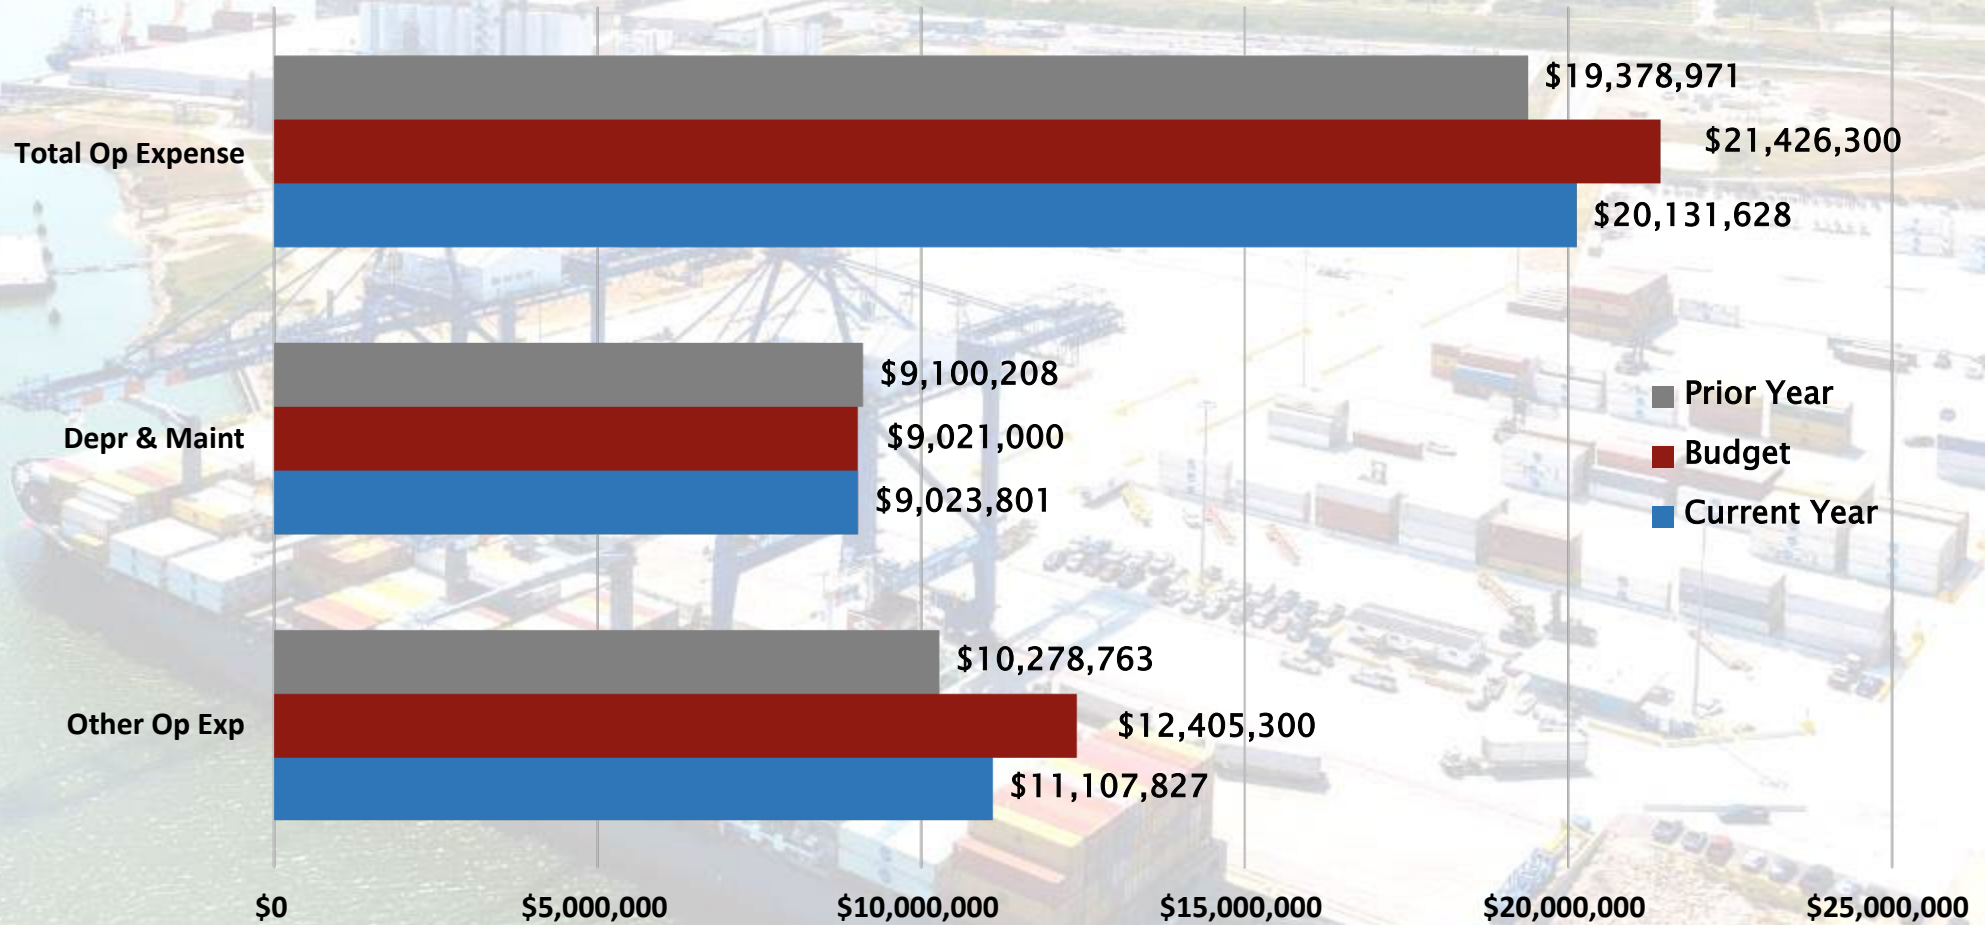 $19,378,971
Total Op Expense
$21,426,300
$20,131,628
$9,100,208
Depr & Maint
$9,021,000
$9,023,801
Prior Year
Budget
Current Year
$10,278,763
Other Op Exp
$12,405,300
$11,107,827
$0 $5,000,000 $10,000,000 $15,000,000 $20,000,000 $25,000,000